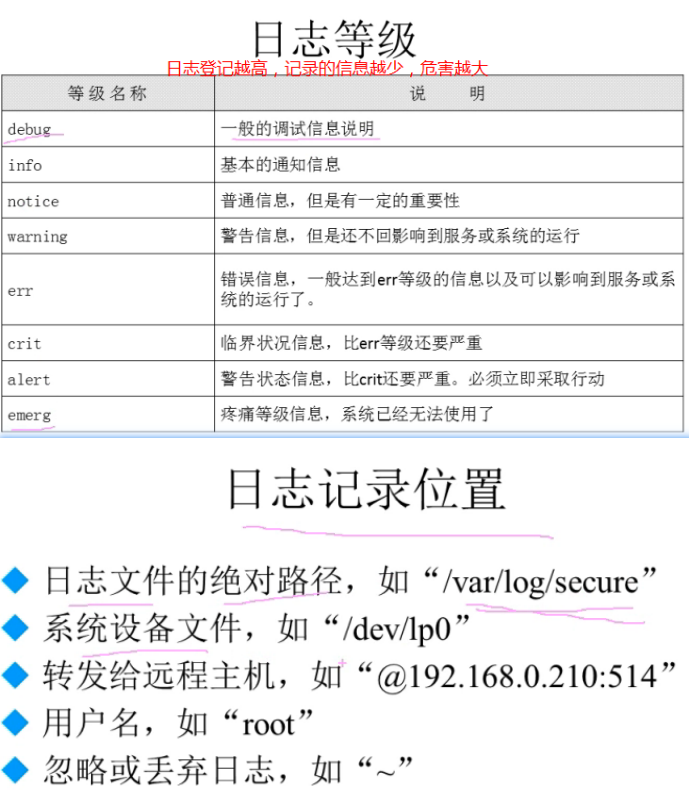 日志等级
日志登记越高，记录的信息越少，危害越大
等级名称 说 明
debug 一般的调试信息说明
info 基本的通知信息
notice 普通信息，但是有一定的重要性
warning 警告信息，但是还不回影响到服务或系统的运行
err 错误信息，一般达到err等级的信息以及可以影响到服务或系
统的运行了。
crit 临界状况信息，比err等级还要严重
alert 警告状态信息，比crit还要严重。必须立即采取行动
emerg 疼痛等级信息，系统已经无法使用了
日志记录位置
日志文件的绝对路径，如“/var/log/secure”
系统设备文件，如“/dev/lp0”
转发给远程主机，如“@192.168.0.210:514”
用户名，如“root”
忽略或丢弃日志，如“~”